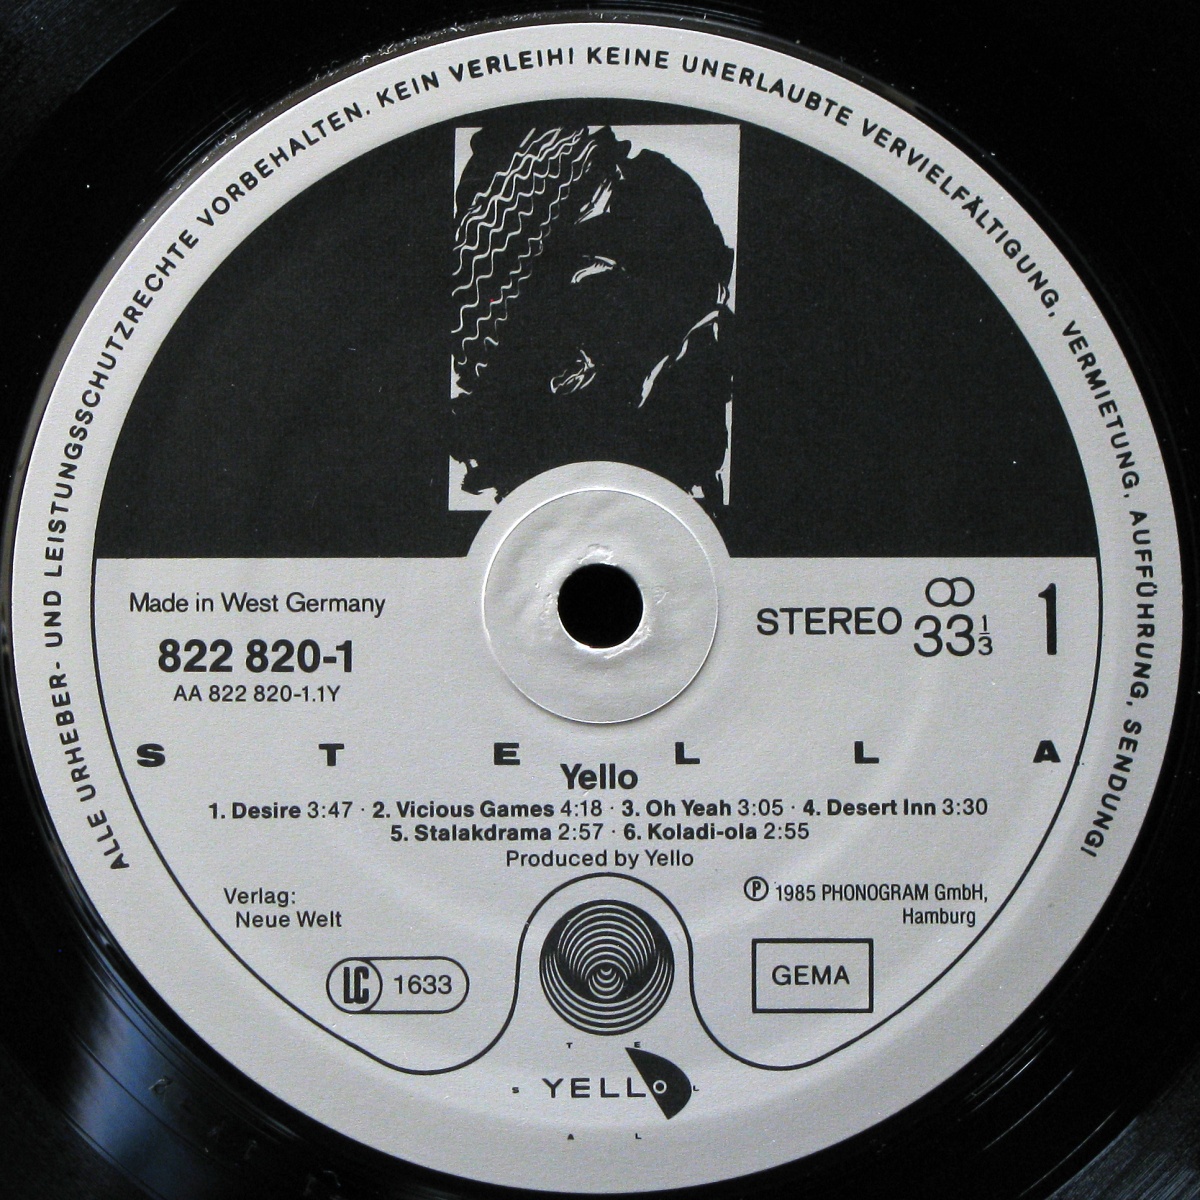 ALLE URHEBER- UND LEISTUNGSSCHUTZRECHTE VORBEHALTEN. KEIN VERLEIH! KEINE UNERLAUBTE VERVIELFÄLTIGUNG, VERMIETUNG, AUFFÜHRUNG, SENDUNG!
Made in West Germany
822 820-1
AA 822 820-1.1Y
STEREO 33 1/3
1
S T E L L A
Yello
1. Desire 3:47 · 2. Vicious Games 4:18 · 3. Oh Yeah 3:05 · 4. Desert Inn 3:30
5. Stalakdrama 2:57 · 6. Koladi-ola 2:55
Produced by Yello
Verlag:
Neue Welt
℗ 1985 PHONOGRAM GmbH,
Hamburg
LC 1633
GEMA
T E
S YELLO L
A L